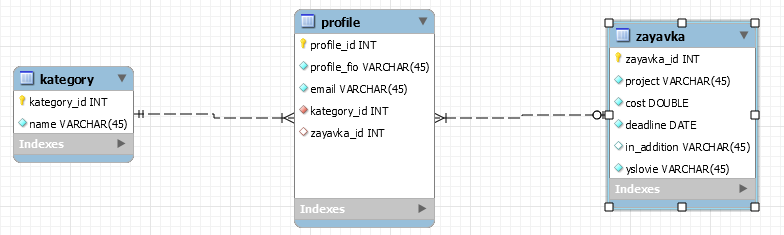 kategory
kategory_id INT
name VARCHAR(45)
Indexes
profile
profile_id INT
profile_fio VARCHAR(45)
email VARCHAR(45)
kategory_id INT
zayavka_id INT
Indexes
zayavka
zayavka_id INT
project VARCHAR(45)
cost DOUBLE
deadline DATE
in_addition VARCHAR(45)
yslovie VARCHAR(45)
Indexes